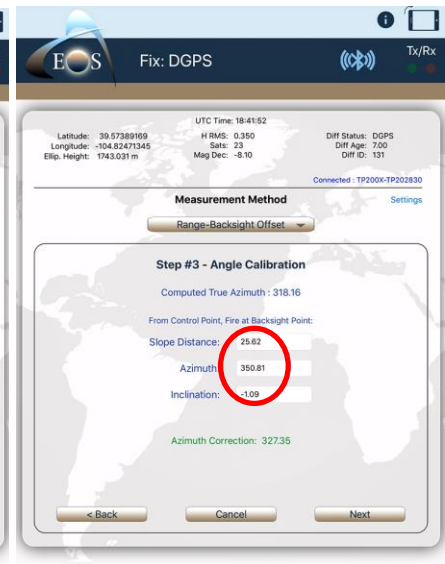 EOS
Fix: DGPS
Tx/Rx
UTC Time: 18:41:52
Latitude: 39.57389169 H RMS: 0.350 Diff Status: DGPS
Longitude: -104.82471345 Sats: 23 Diff Age: 7.00
Ellip. Height: 1743.031 m Mag Dec: -8.10 Diff ID: 131
Connected : TP200X-TP202830
Measurement Method Settings
Range-Backsight Offset
Step #3 - Angle Calibration
Computed True Azimuth : 318.16
From Control Point, Fire at Backsight Point:
Slope Distance: 25.62
Azimuth: 350.81
Inclination: -1.09
Azimuth Correction: 327.35
< Back Cancel Next